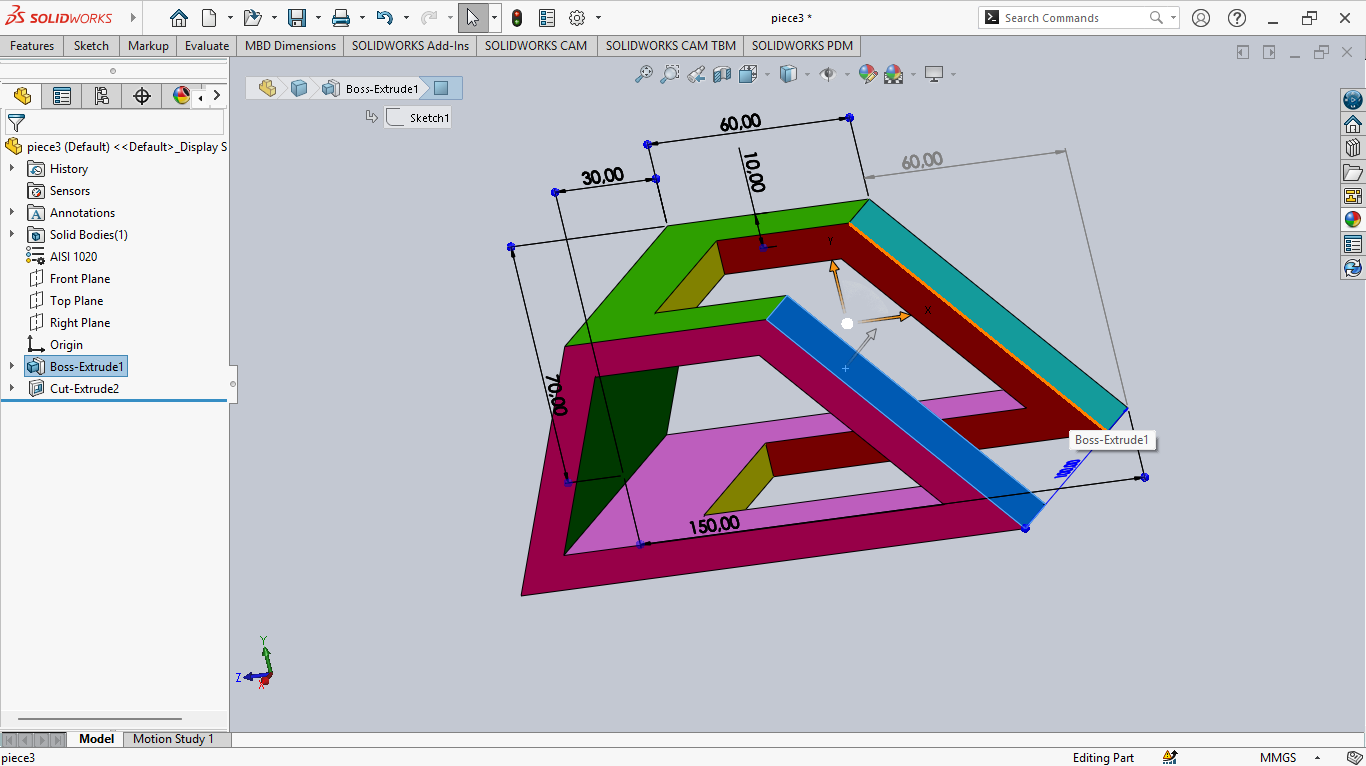 SOLIDWORKS
piece3 *
Search Commands
Features
Sketch
Markup
Evaluate
MBD Dimensions
SOLIDWORKS Add-Ins
SOLIDWORKS CAM
SOLIDWORKS CAM TBM
SOLIDWORKS PDM
Boss-Extrude1
Sketch1
piece3 (Default) <<Default>_Display S
History
Sensors
Annotations
Solid Bodies(1)
AISI 1020
Front Plane
Top Plane
Right Plane
Origin
Boss-Extrude1
Cut-Extrude2
60,00
60,00
10,00
30,00
Y
X
70,00
Boss-Extrude1
150,00
Y
Z
X
Model
Motion Study 1
piece3
Editing Part
MMGS